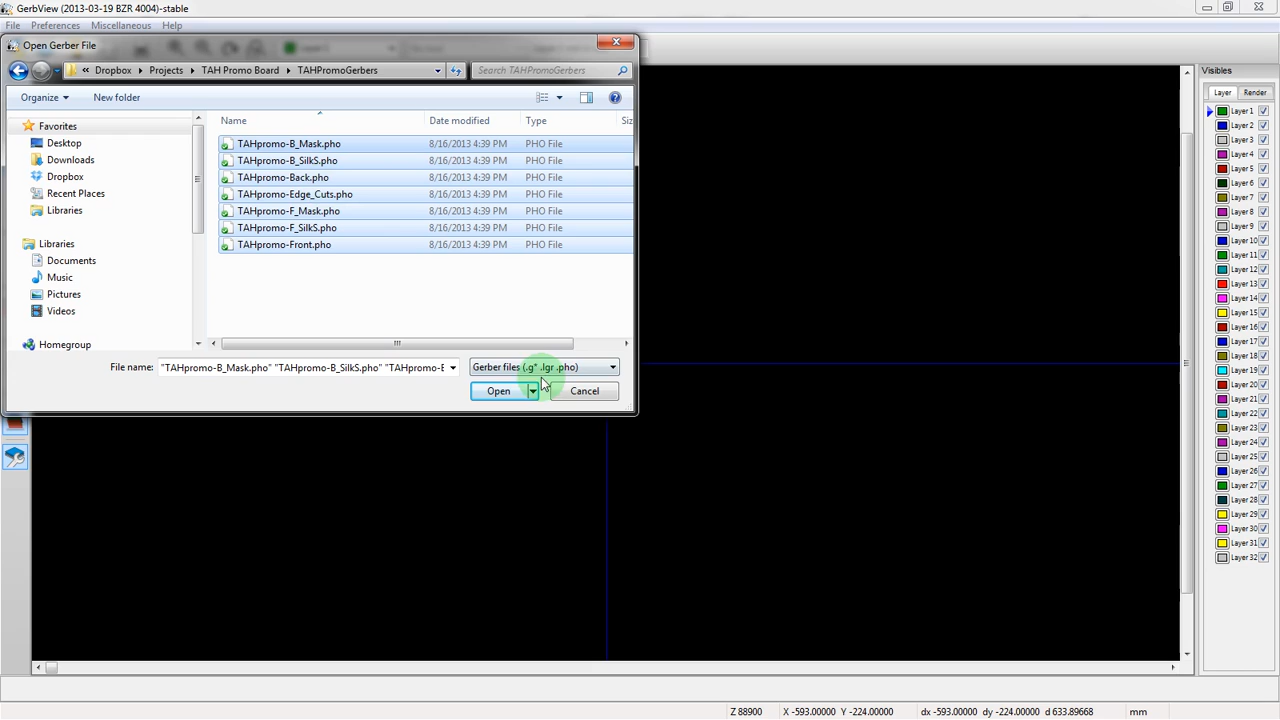 GerbView (2013-03-19 BZR 4004)-stable
File Preferences Miscellaneous Help
Open Gerber File
« Dropbox Projects TAH Promo Board TAHPromoGerbers Search TAHPromoGerbers
Organize New folder
Name Date modified Type Siz
Favorites
Desktop
Downloads
Dropbox
Recent Places
Libraries
Libraries
Documents
Music
Pictures
Videos
Homegroup
TAHpromo-B_Mask.pho 8/16/2013 4:39 PM PHO File
TAHpromo-B_SilkS.pho 8/16/2013 4:39 PM PHO File
TAHpromo-Back.pho 8/16/2013 4:39 PM PHO File
TAHpromo-Edge_Cuts.pho 8/16/2013 4:39 PM PHO File
TAHpromo-F_Mask.pho 8/16/2013 4:39 PM PHO File
TAHpromo-F_SilkS.pho 8/16/2013 4:39 PM PHO File
TAHpromo-Front.pho 8/16/2013 4:39 PM PHO File
File name: "TAHpromo-B_Mask.pho" "TAHpromo-B_SilkS.pho" "TAHpromo-E Gerber files (.g* .lgr .pho)
Open Cancel
Visibles
Layer Render
Layer 1
Layer 2
Layer 3
Layer 4
Layer 5
Layer 6
Layer 7
Layer 8
Layer 9
Layer 10
Layer 11
Layer 12
Layer 13
Layer 14
Layer 15
Layer 16
Layer 17
Layer 18
Layer 19
Layer 20
Layer 21
Layer 22
Layer 23
Layer 24
Layer 25
Layer 26
Layer 27
Layer 28
Layer 29
Layer 30
Layer 31
Layer 32
Z 88900 X -593.00000 Y -224.00000 dx -593.00000 dy -224.00000 d 633.89668 mm